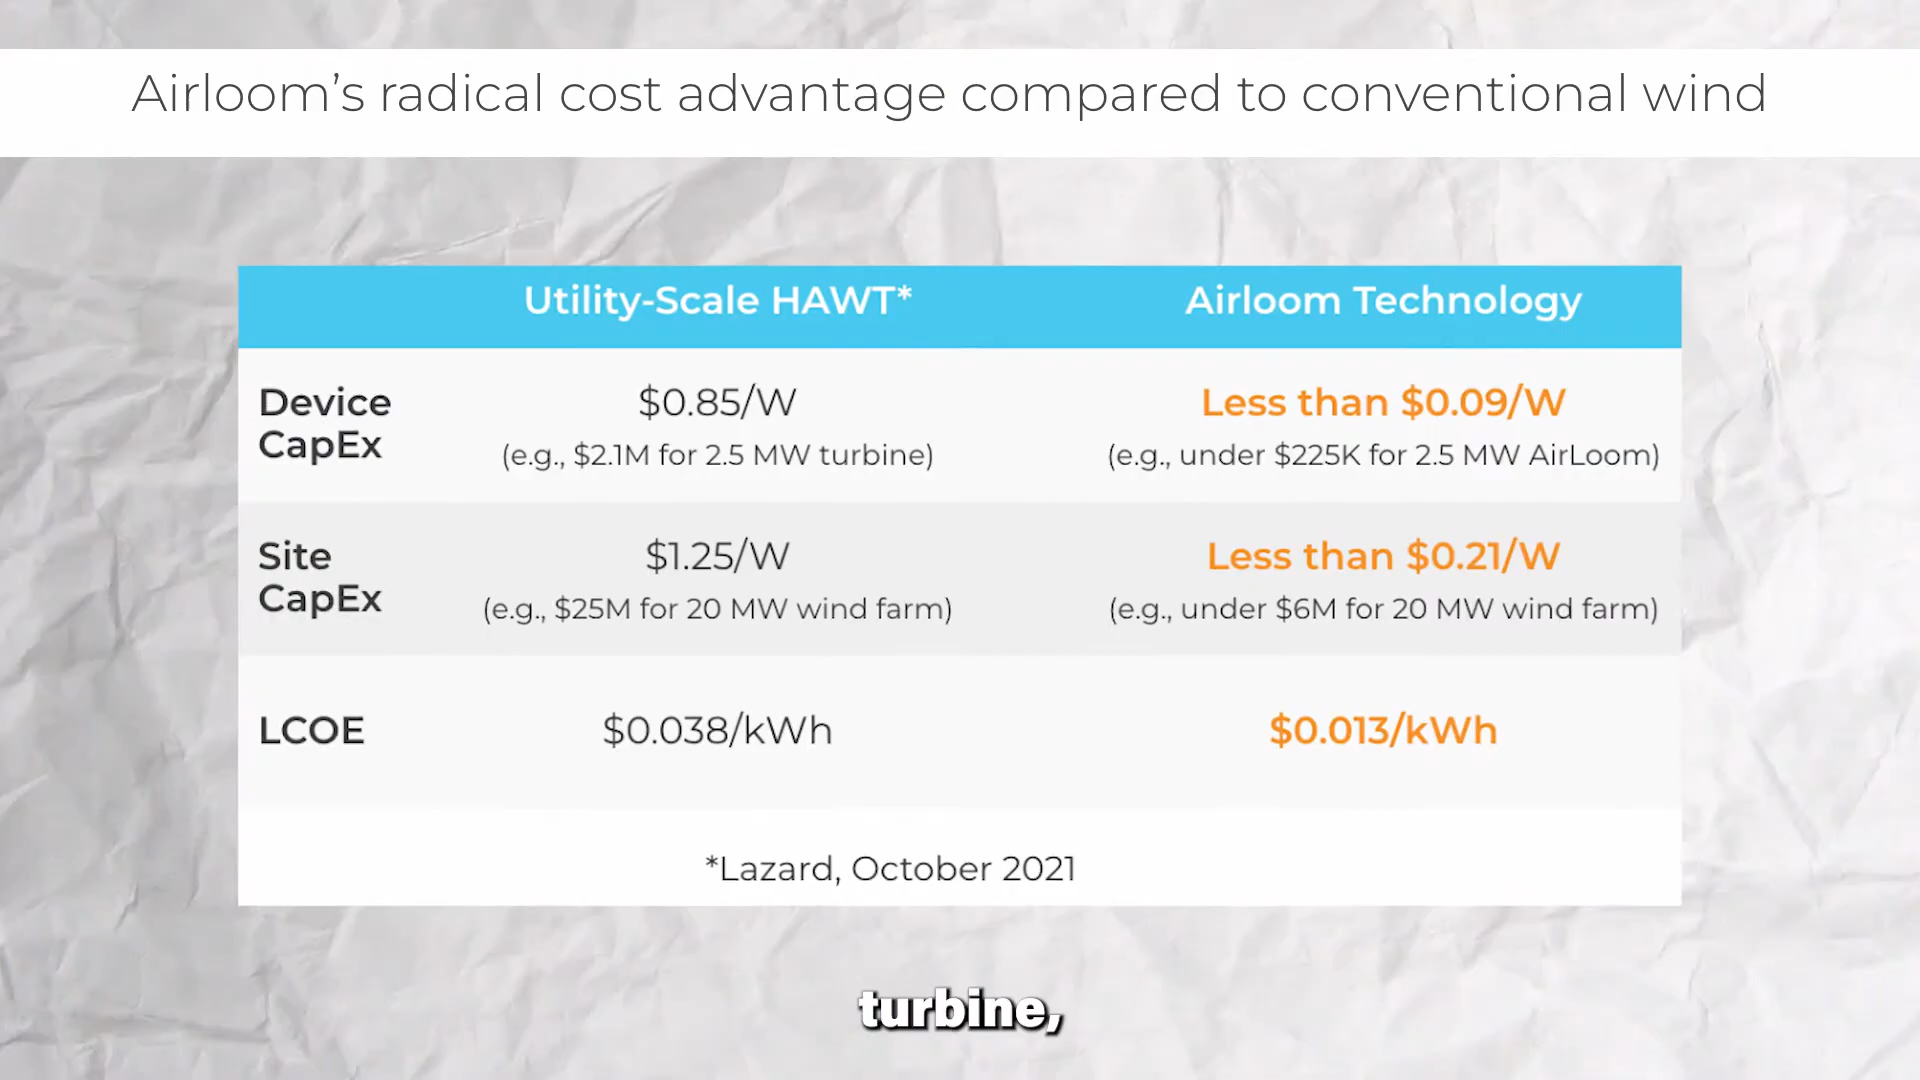 Airloom’s radical cost advantage compared to conventional wind
Utility-Scale HAWT* Airloom Technology
Device CapEx
$0.85/W
(e.g., $2.1M for 2.5 MW turbine)
Less than $0.09/W
(e.g., under $225K for 2.5 MW AirLoom)
Site CapEx
$1.25/W
(e.g., $25M for 20 MW wind farm)
Less than $0.21/W
(e.g., under $6M for 20 MW wind farm)
LCOE
$0.038/kWh
$0.013/kWh
*Lazard, October 2021
turbine,